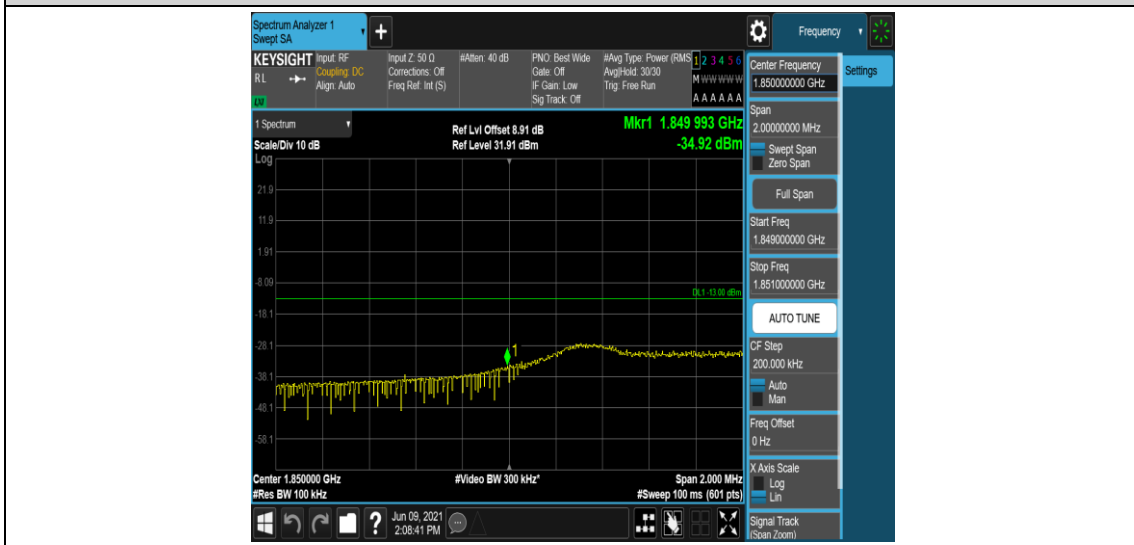 Spectrum Analyzer 1
Swept SA
+
Frequency
KEYSIGHT
RL
Input: RF
Coupling: DC
Align: Auto
Input Z: 50 Ω
Corrections: Off
Freq Ref: Int (S)
#Atten: 40 dB
PNO: Best Wide
Gate: Off
IF Gain: Low
Sig Track: Off
#Avg Type: Power (RMS
Avg|Hold: 30/30
Trig: Free Run
1 2 3 4 5 6
M W W W W W
A A A A A A
1 Spectrum
Scale/Div 10 dB
Ref Lvl Offset 8.91 dB
Ref Level 31.91 dBm
Mkr1 1.849 993 GHz
-34.92 dBm
Log
21.9
11.9
1.91
-8.09
-18.1
-28.1
-38.1
-48.1
-58.1
DL1 -13.00 dBm
1
Center 1.850000 GHz
#Res BW 100 kHz
#Video BW 300 kHz*
Span 2.000 MHz
#Sweep 100 ms (601 pts)
?
Jun 09, 2021
2:08:41 PM
Center Frequency
1.850000000 GHz
Settings
Span
2.00000000 MHz
Swept Span
Zero Span
Full Span
Start Freq
1.849000000 GHz
Stop Freq
1.851000000 GHz
AUTO TUNE
CF Step
200.000 kHz
Auto
Man
Freq Offset
0 Hz
X Axis Scale
Log
Lin
Signal Track
(Span Zoom)